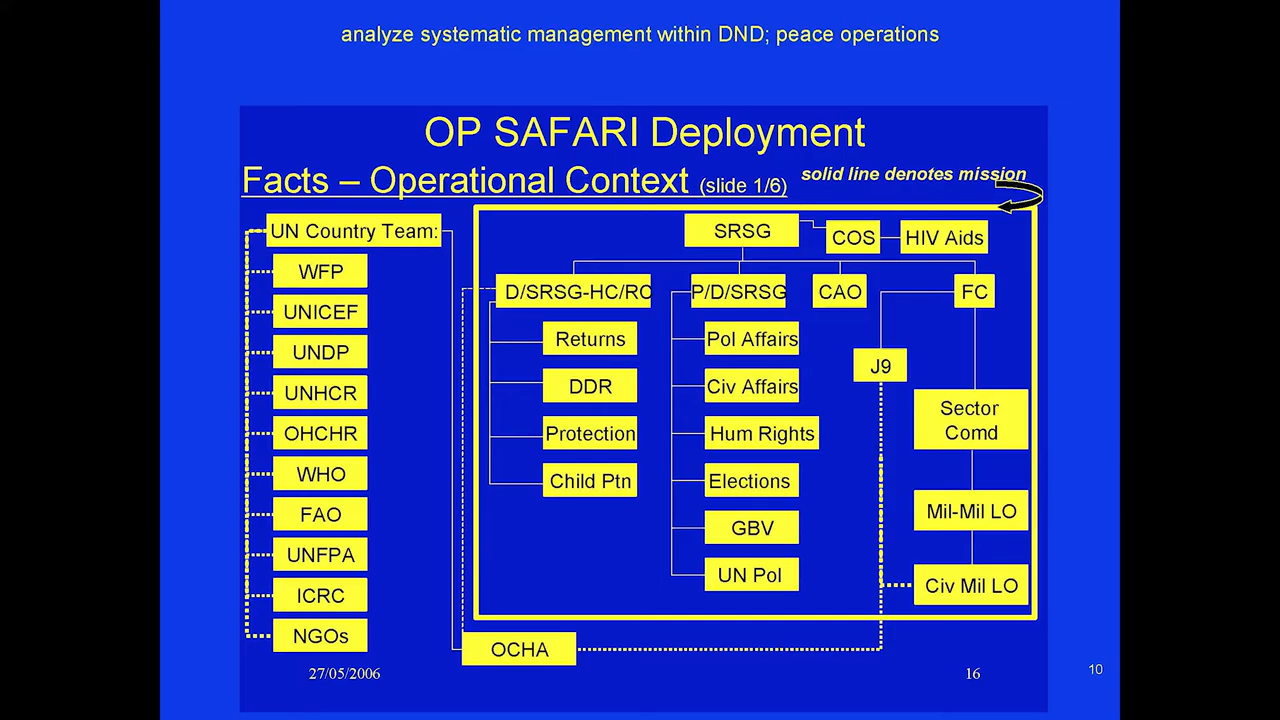 analyze systematic management within DND; peace operations
OP SAFARI Deployment
Facts – Operational Context (slide 1/6)
solid line denotes mission
UN Country Team:
WFP
UNICEF
UNDP
UNHCR
OHCHR
WHO
FAO
UNFPA
ICRC
NGOs
SRSG
COS
HIV Aids
D/SRSG-HC/RC
P/D/SRSG
CAO
FC
Returns
DDR
Protection
Child Ptn
Pol Affairs
Civ Affairs
Hum Rights
Elections
GBV
UN Pol
J9
Sector
Comd
Mil-Mil LO
Civ Mil LO
OCHA
27/05/2006
16
10